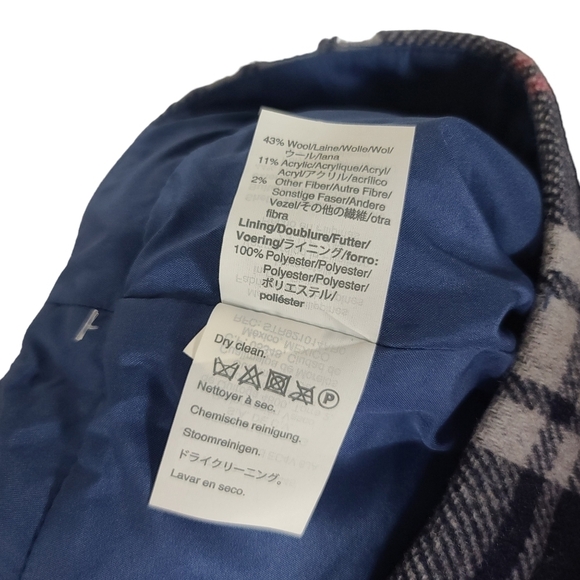 43% Wool/Laine/Wolle/Wol/
ウール/lana
11% Acrylic/Acrylique/Acryl/
Acryl/アクリル/acrílico
2% Other Fiber/Autre Fibre/
Sonstige Faser/Andere
Vezel/その他の繊維/otra
fibra
Lining/Doublure/Futter/
Voering/ライニング/forro:
100% Polyester/Polyester/
Polyester/Polyester/
ポリエステル/
poliéster
Dry clean.
P
Nettoyer à sec.
Chemische reinigung.
Stoomreinigen.
ドライクリーニング。
Lavar en seco.